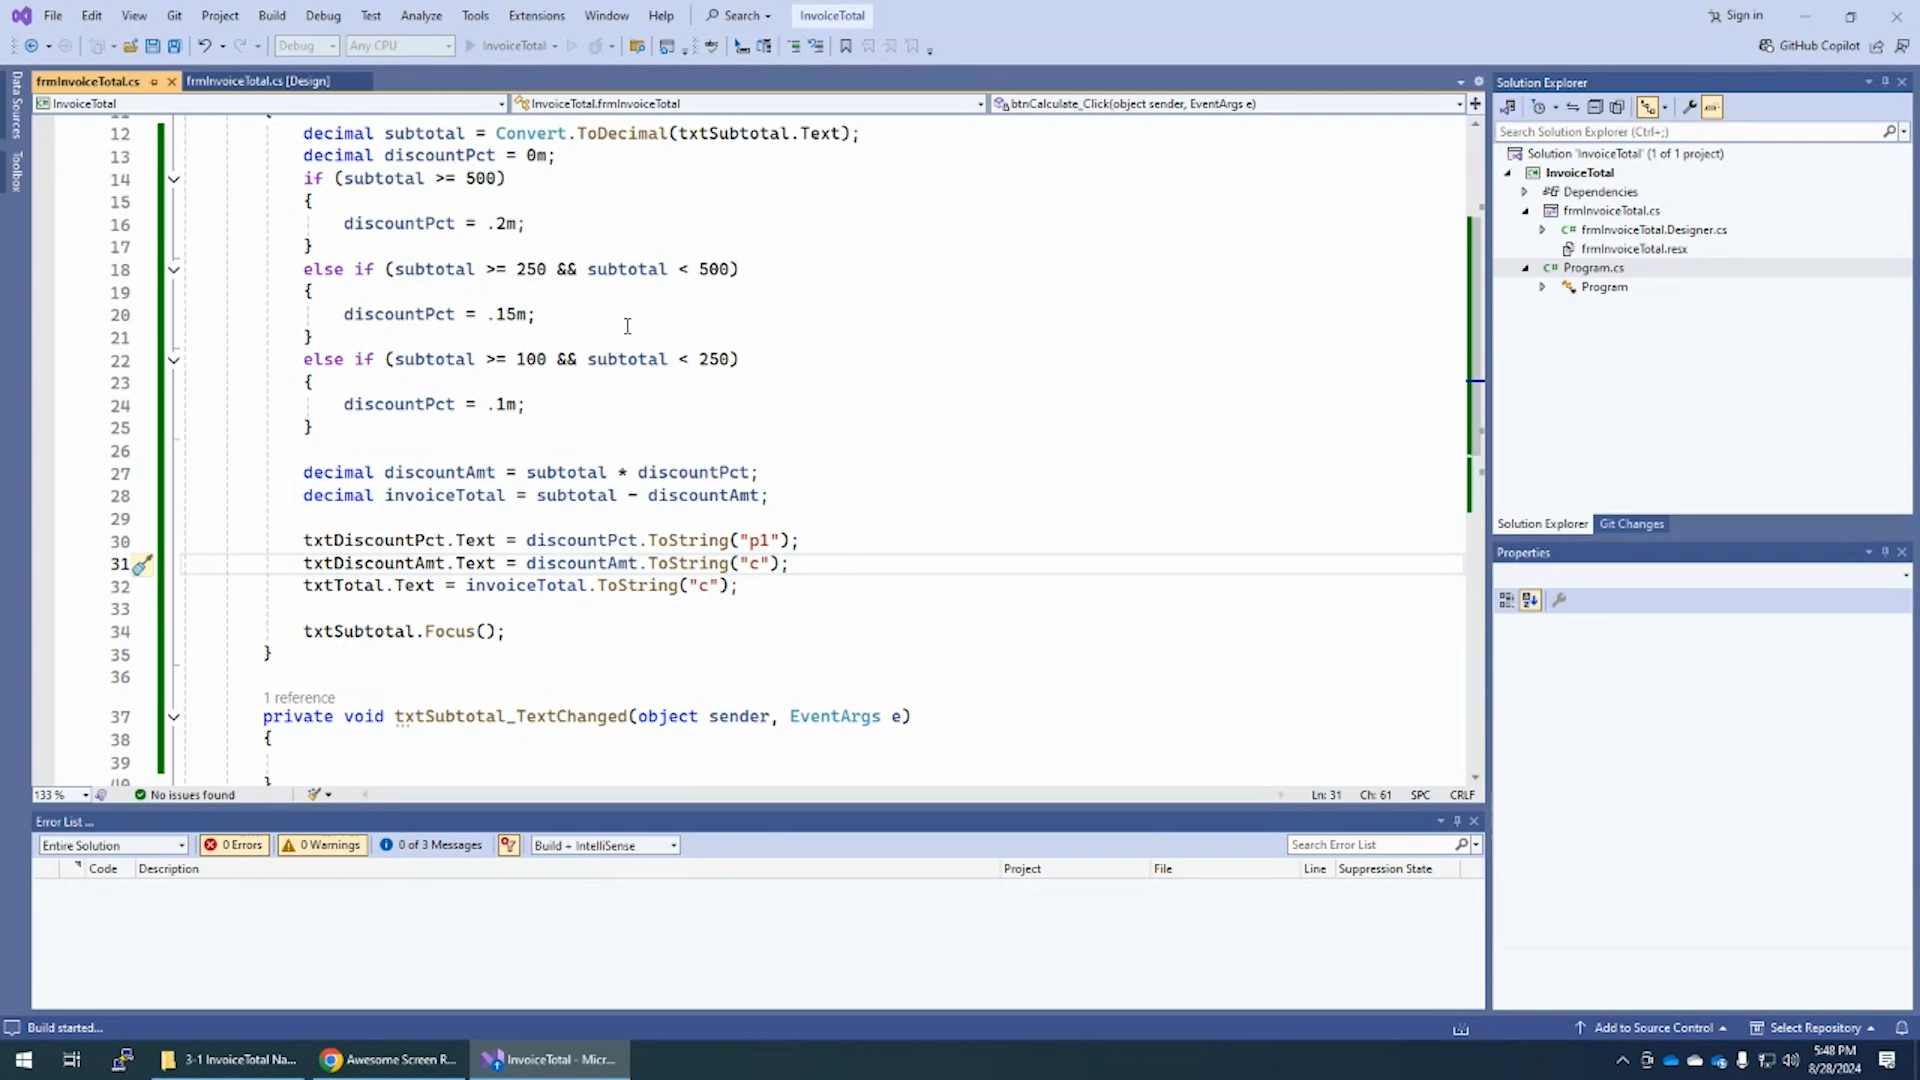 File Edit View Git Project Build Debug Test Analyze Tools Extensions Window Help Search InvoiceTotal Sign in
Debug Any CPU InvoiceTotal GitHub Copilot
Data Sources
Toolbox
frmInvoiceTotal.cs frmInvoiceTotal.cs [Design]
InvoiceTotal InvoiceTotal.frmInvoiceTotal btnCalculate_Click(object sender, EventArgs e)
12 decimal subtotal = Convert.ToDecimal(txtSubtotal.Text);
13 decimal discountPct = 0m;
14 if (subtotal >= 500)
15 {
16 discountPct = .2m;
17 }
18 else if (subtotal >= 250 && subtotal < 500)
19 {
20 discountPct = .15m;
21 }
22 else if (subtotal >= 100 && subtotal < 250)
23 {
24 discountPct = .1m;
25 }
26
27 decimal discountAmt = subtotal * discountPct;
28 decimal invoiceTotal = subtotal - discountAmt;
29
30 txtDiscountPct.Text = discountPct.ToString("p1");
31 txtDiscountAmt.Text = discountAmt.ToString("c");
32 txtTotal.Text = invoiceTotal.ToString("c");
33
34 txtSubtotal.Focus();
35 }
36
1 reference
37 private void txtSubtotal_TextChanged(object sender, EventArgs e)
38 {
39
133 % No issues found Ln: 31 Ch: 61 SPC CRLF
Error List ...
Entire Solution 0 Errors 0 Warnings 0 of 3 Messages Build + IntelliSense Search Error List
Code Description Project File Line Suppression State
Solution Explorer
Search Solution Explorer (Ctrl+;)
Solution 'InvoiceTotal' (1 of 1 project)
InvoiceTotal
Dependencies
frmInvoiceTotal.cs
C# frmInvoiceTotal.Designer.cs
frmInvoiceTotal.resx
C# Program.cs
Program
Solution Explorer Git Changes
Properties
Build started... Add to Source Control Select Repository
3-1 InvoiceTotal Na... Awesome Screen R... InvoiceTotal - Micr... 5:48 PM
8/28/2024